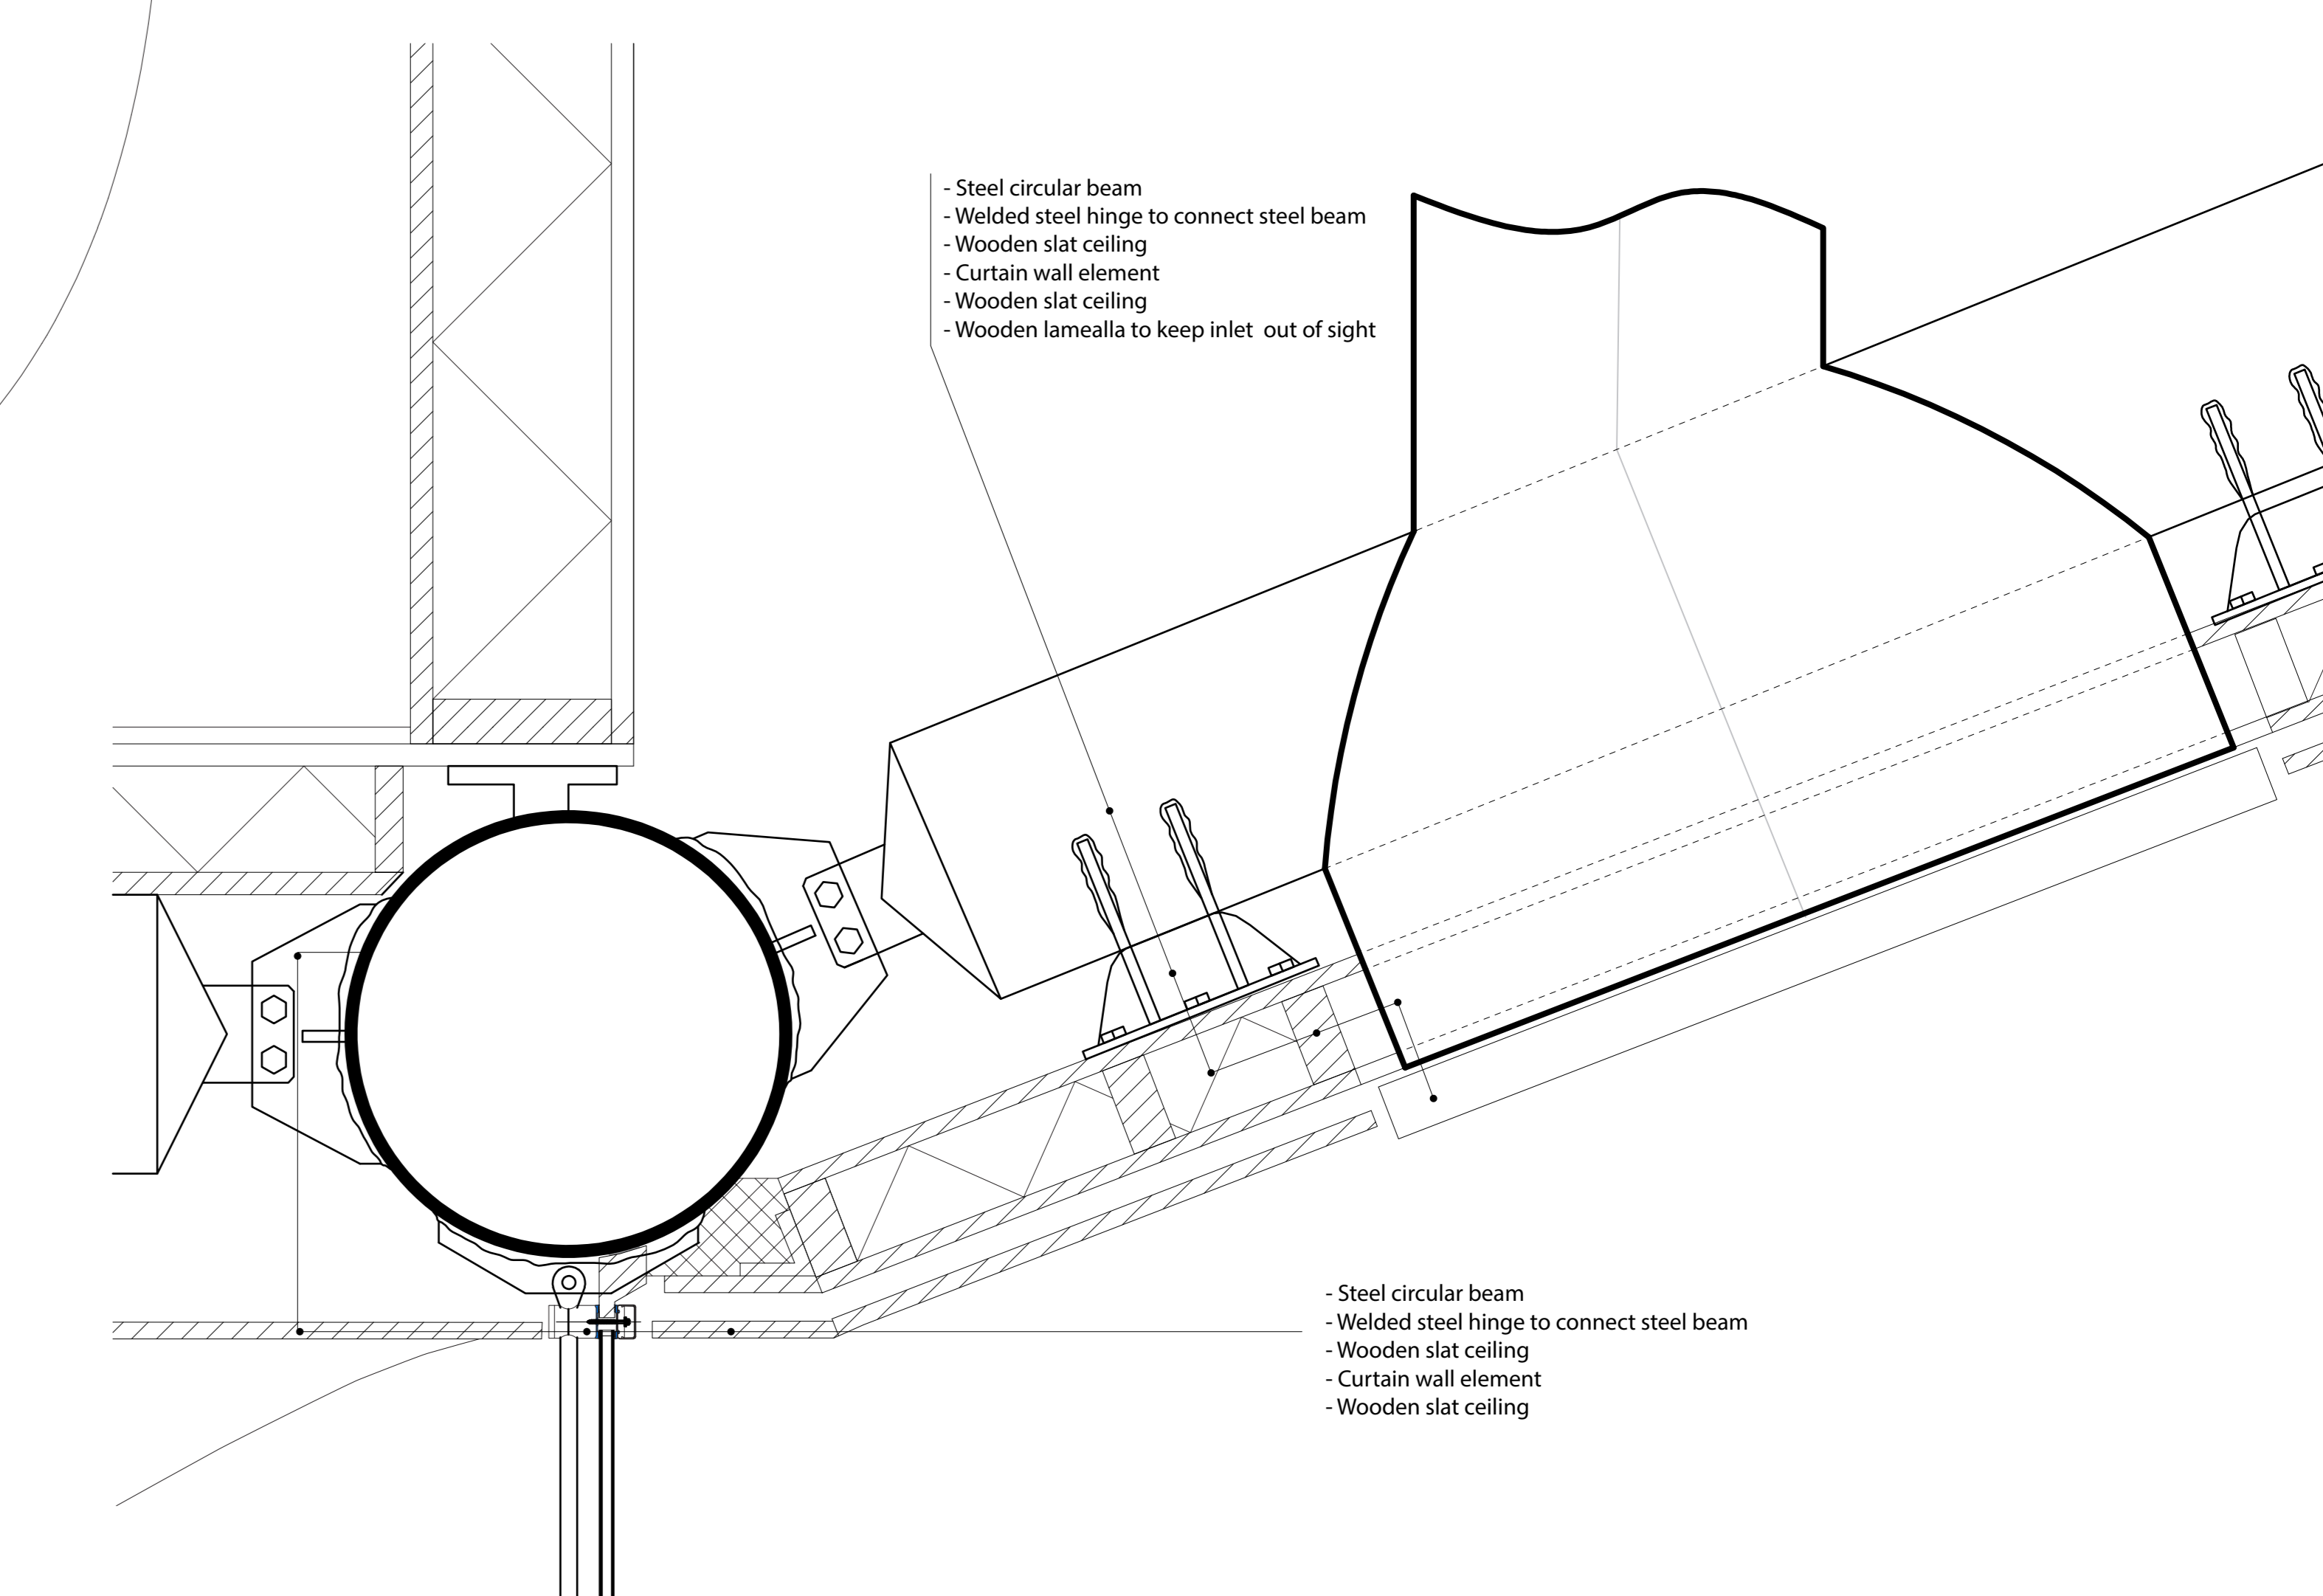 - Steel circular beam
- Welded steel hinge to connect steel beam
- Wooden slat ceiling
- Curtain wall element
- Wooden slat ceiling
- Wooden lamealla to keep inlet  out of sight
- Steel circular beam
- Welded steel hinge to connect steel beam
- Wooden slat ceiling
- Curtain wall element
- Wooden slat ceiling